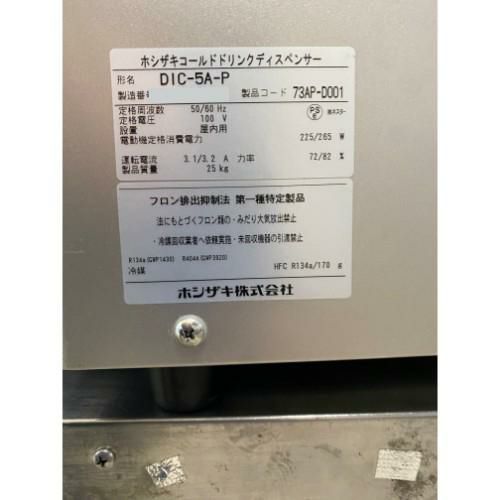 ホシザキコールドドリンクディスペンサー
形名 DIC-5A-P
製造番 製品コード 73AP-D001
定格周波数 50/60 Hz
定格電圧 100 V
設置 屋内用
電動機定格消費電力 225/265 W
運転電流 3.1/3.2 A 力率 72/82 %
製品質量 25 kg
フロン排出抑制法 第一種特定製品
法にもとづくフロン類の・みだり大気放出禁止
・冷媒回収業者へ依頼実施・未回収機器の引渡禁止
R134a(GWP1430) R404A(GWP3920)
冷媒 HFC R134a/170 g
ホシザキ株式会社